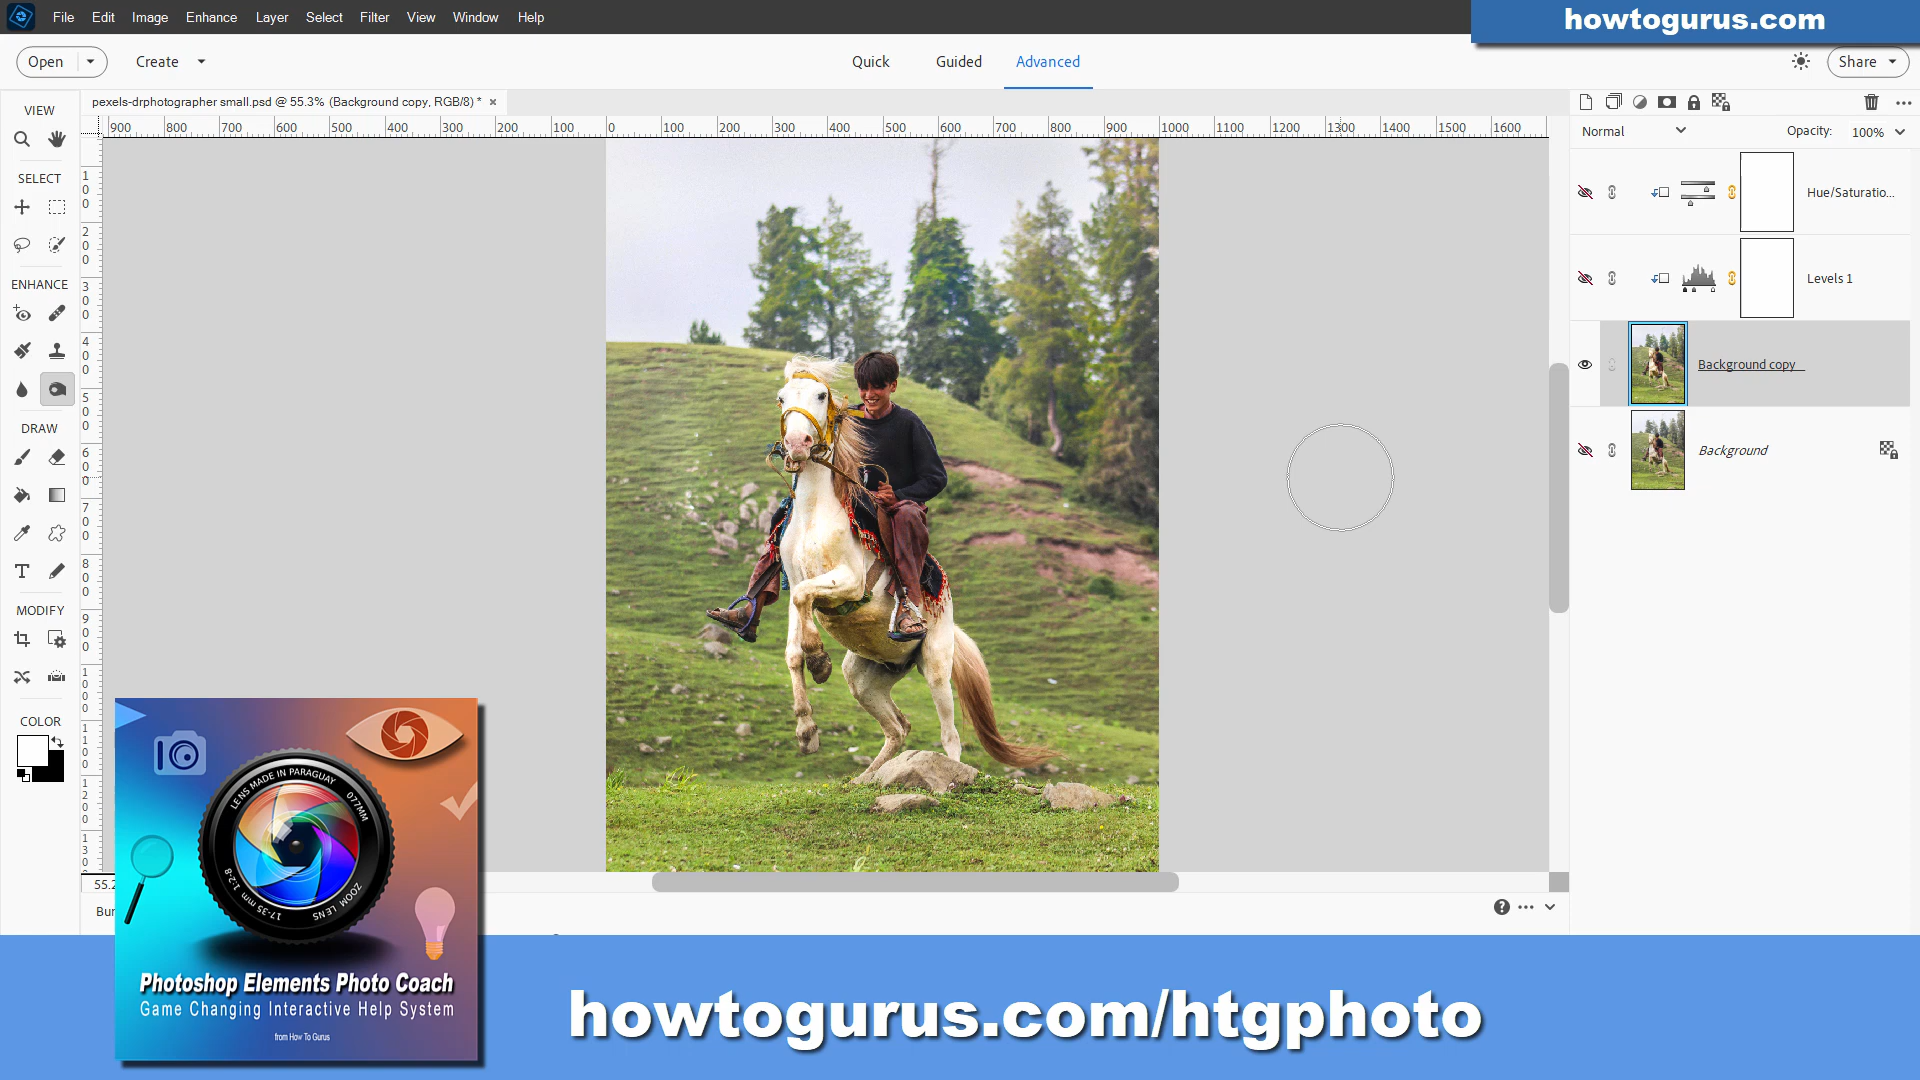 File Edit Image Enhance Layer Select Filter View Window Help
howtogurus.com
Open Create Quick Guided Advanced Share
VIEW
pexels-drphotographer small.psd @ 55.3% (Background copy, RGB/8) * ×
900 800 700 600 500 400 300 200 100 0 100 200 300 400 500 600 700 800 900 1000 1100 1200 1300 1400 1500 1600
Normal Opacity: 100%
SELECT
Hue/Saturatio...
ENHANCE
Levels 1
Background copy
DRAW
Background
MODIFY
COLOR
100
200
300
400
500
600
700
800
900
1000
1100
1200
130
55.2
Bur
LENS MADE IN PARAGUAY 077MM
17-35 mm 1:2-8
ZOOM LENS
Photoshop Elements Photo Coach
Game Changing Interactive Help System
from How To Gurus
howtogurus.com/htgphoto